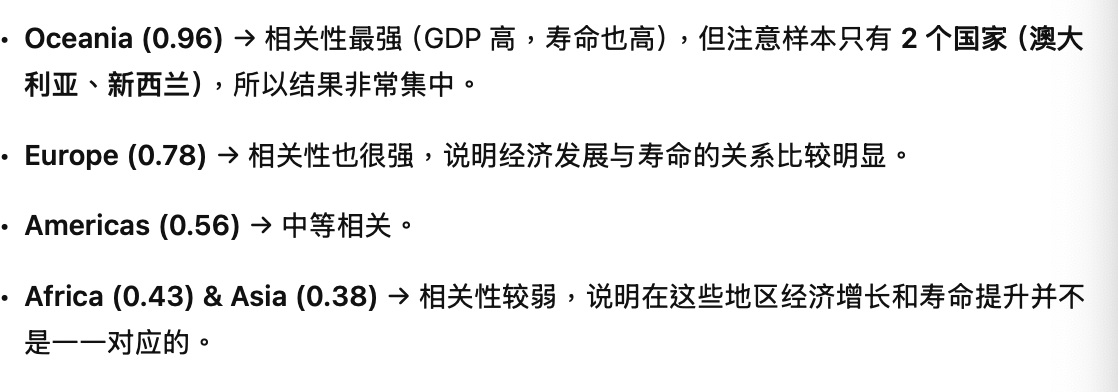 • Oceania (0.96) → 相关性最强（GDP 高，寿命也高），但注意样本只有 2 个国家（澳大
利亚、新西兰），所以结果非常集中。
• Europe (0.78) → 相关性也很强，说明经济发展与寿命的关系比较明显。
• Americas (0.56) → 中等相关。
• Africa (0.43) & Asia (0.38) → 相关性较弱，说明在这些地区经济增长和寿命提升并不
是一一对应的。